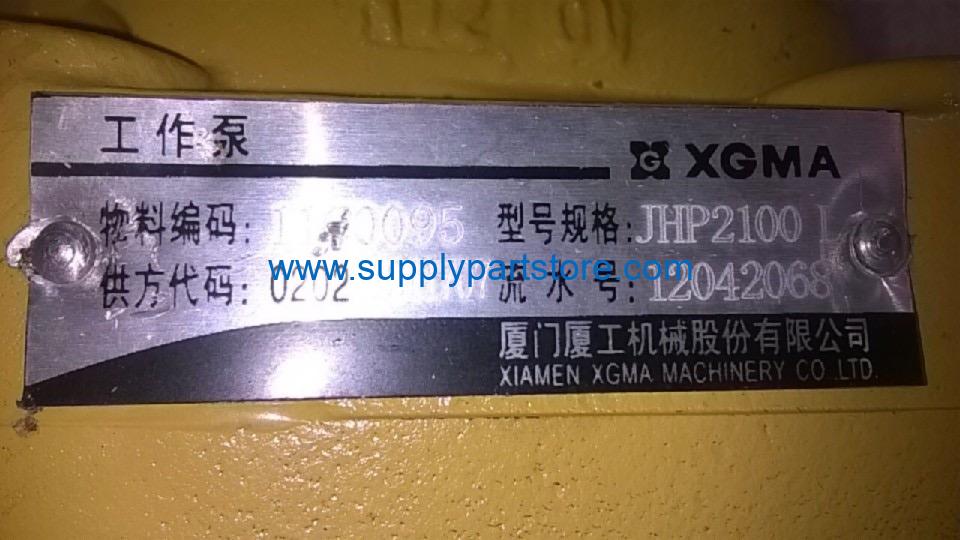 工作泵
XGMA
物料编码: 型号规格: JHP2100
www.supplypartstore.com
供方代码: 0202 流水号: 12042068
厦门厦工机械股份有限公司
XIAMEN XGMA MACHINERY CO.,LTD.